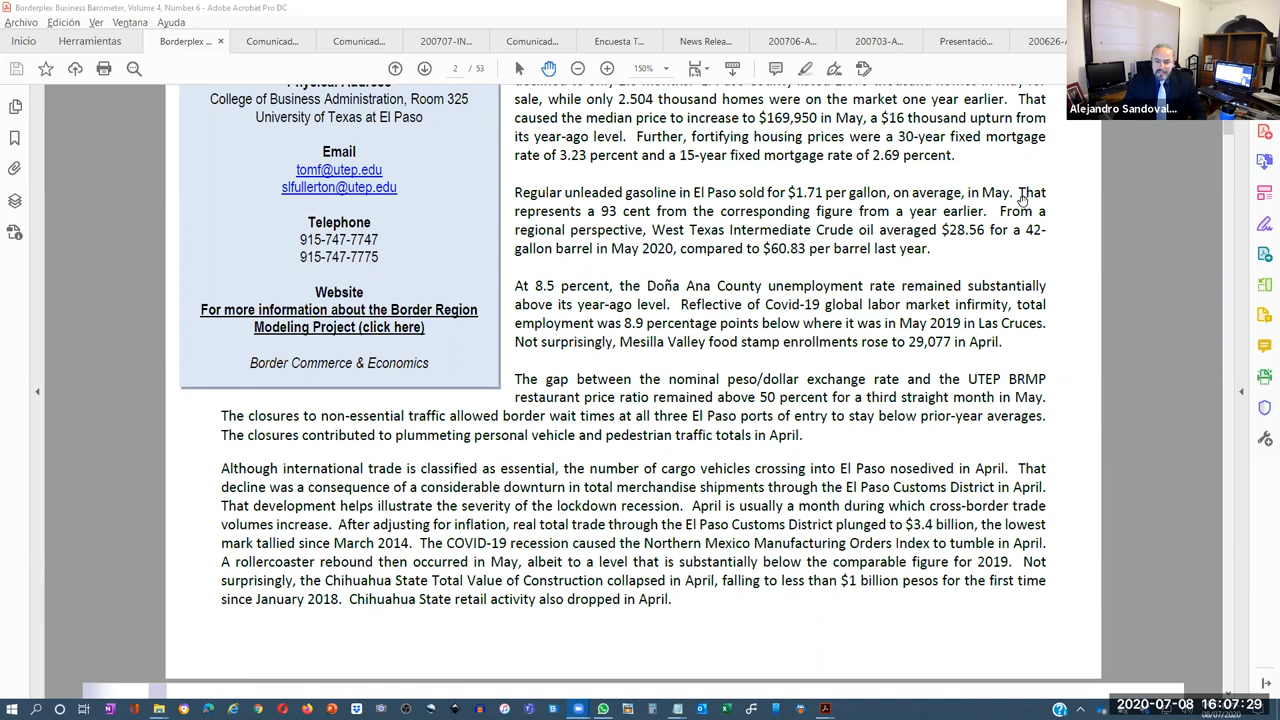 Borderplex Business Barometer, Volume 4, Number 6 - Adobe Acrobat Pro DC
Archivo Edición Ver Ventana Ayuda
Inicio Herramientas Borderplex ... × Comunicad... Comunicad... 200707-IN... Comunicad... Encuesta T... News Relea... 200706-A... 200703-A... Presentació... 200626-
2 / 53 150%
Alejandro Sandoval...
Physical Address
College of Business Administration, Room 325
University of Texas at El Paso
Email
tomf@utep.edu
slfullerton@utep.edu
Telephone
915-747-7747
915-747-7775
Website
For more information about the Border Region
Modeling Project (click here)
Border Commerce & Economics
sale, while only 2.504 thousand homes were on the market one year earlier. That
caused the median price to increase to $169,950 in May, a $16 thousand upturn from
its year-ago level. Further, fortifying housing prices were a 30-year fixed mortgage
rate of 3.23 percent and a 15-year fixed mortgage rate of 2.69 percent.
Regular unleaded gasoline in El Paso sold for $1.71 per gallon, on average, in May. That
represents a 93 cent from the corresponding figure from a year earlier. From a
regional perspective, West Texas Intermediate Crude oil averaged $28.56 for a 42-
gallon barrel in May 2020, compared to $60.83 per barrel last year.
At 8.5 percent, the Doña Ana County unemployment rate remained substantially
above its year-ago level. Reflective of Covid-19 global labor market infirmity, total
employment was 8.9 percentage points below where it was in May 2019 in Las Cruces.
Not surprisingly, Mesilla Valley food stamp enrollments rose to 29,077 in April.
The gap between the nominal peso/dollar exchange rate and the UTEP BRMP
restaurant price ratio remained above 50 percent for a third straight month in May.
The closures to non-essential traffic allowed border wait times at all three El Paso ports of entry to stay below prior-year averages.
The closures contributed to plummeting personal vehicle and pedestrian traffic totals in April.
Although international trade is classified as essential, the number of cargo vehicles crossing into El Paso nosedived in April. That
decline was a consequence of a considerable downturn in total merchandise shipments through the El Paso Customs District in April.
That development helps illustrate the severity of the lockdown recession. April is usually a month during which cross-border trade
volumes increase. After adjusting for inflation, real total trade through the El Paso Customs District plunged to $3.4 billion, the lowest
mark tallied since March 2014. The COVID-19 recession caused the Northern Mexico Manufacturing Orders Index to tumble in April.
A rollercoaster rebound then occurred in May, albeit to a level that is substantially below the comparable figure for 2019. Not
surprisingly, the Chihuahua State Total Value of Construction collapsed in April, falling to less than $1 billion pesos for the first time
since January 2018. Chihuahua State retail activity also dropped in April.
2020-07-08 16:07:29
08/07/2020